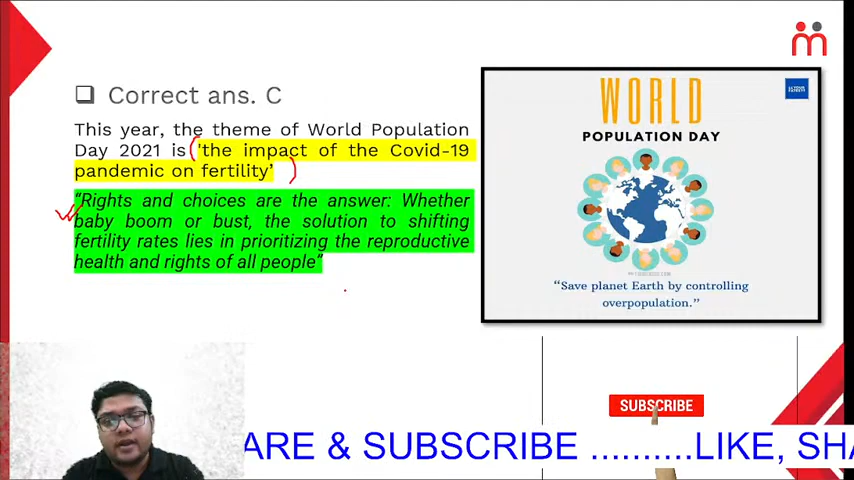 Correct ans. C
This year, the theme of World Population
Day 2021 is 'the impact of the Covid-19
pandemic on fertility'
“Rights and choices are the answer: Whether
baby boom or bust, the solution to shifting
fertility rates lies in prioritizing the reproductive
health and rights of all people”
WORLD
POPULATION DAY
“Save planet Earth by controlling
overpopulation.”
SUBSCRIBE
ARE & SUBSCRIBE ..........LIKE, SHA